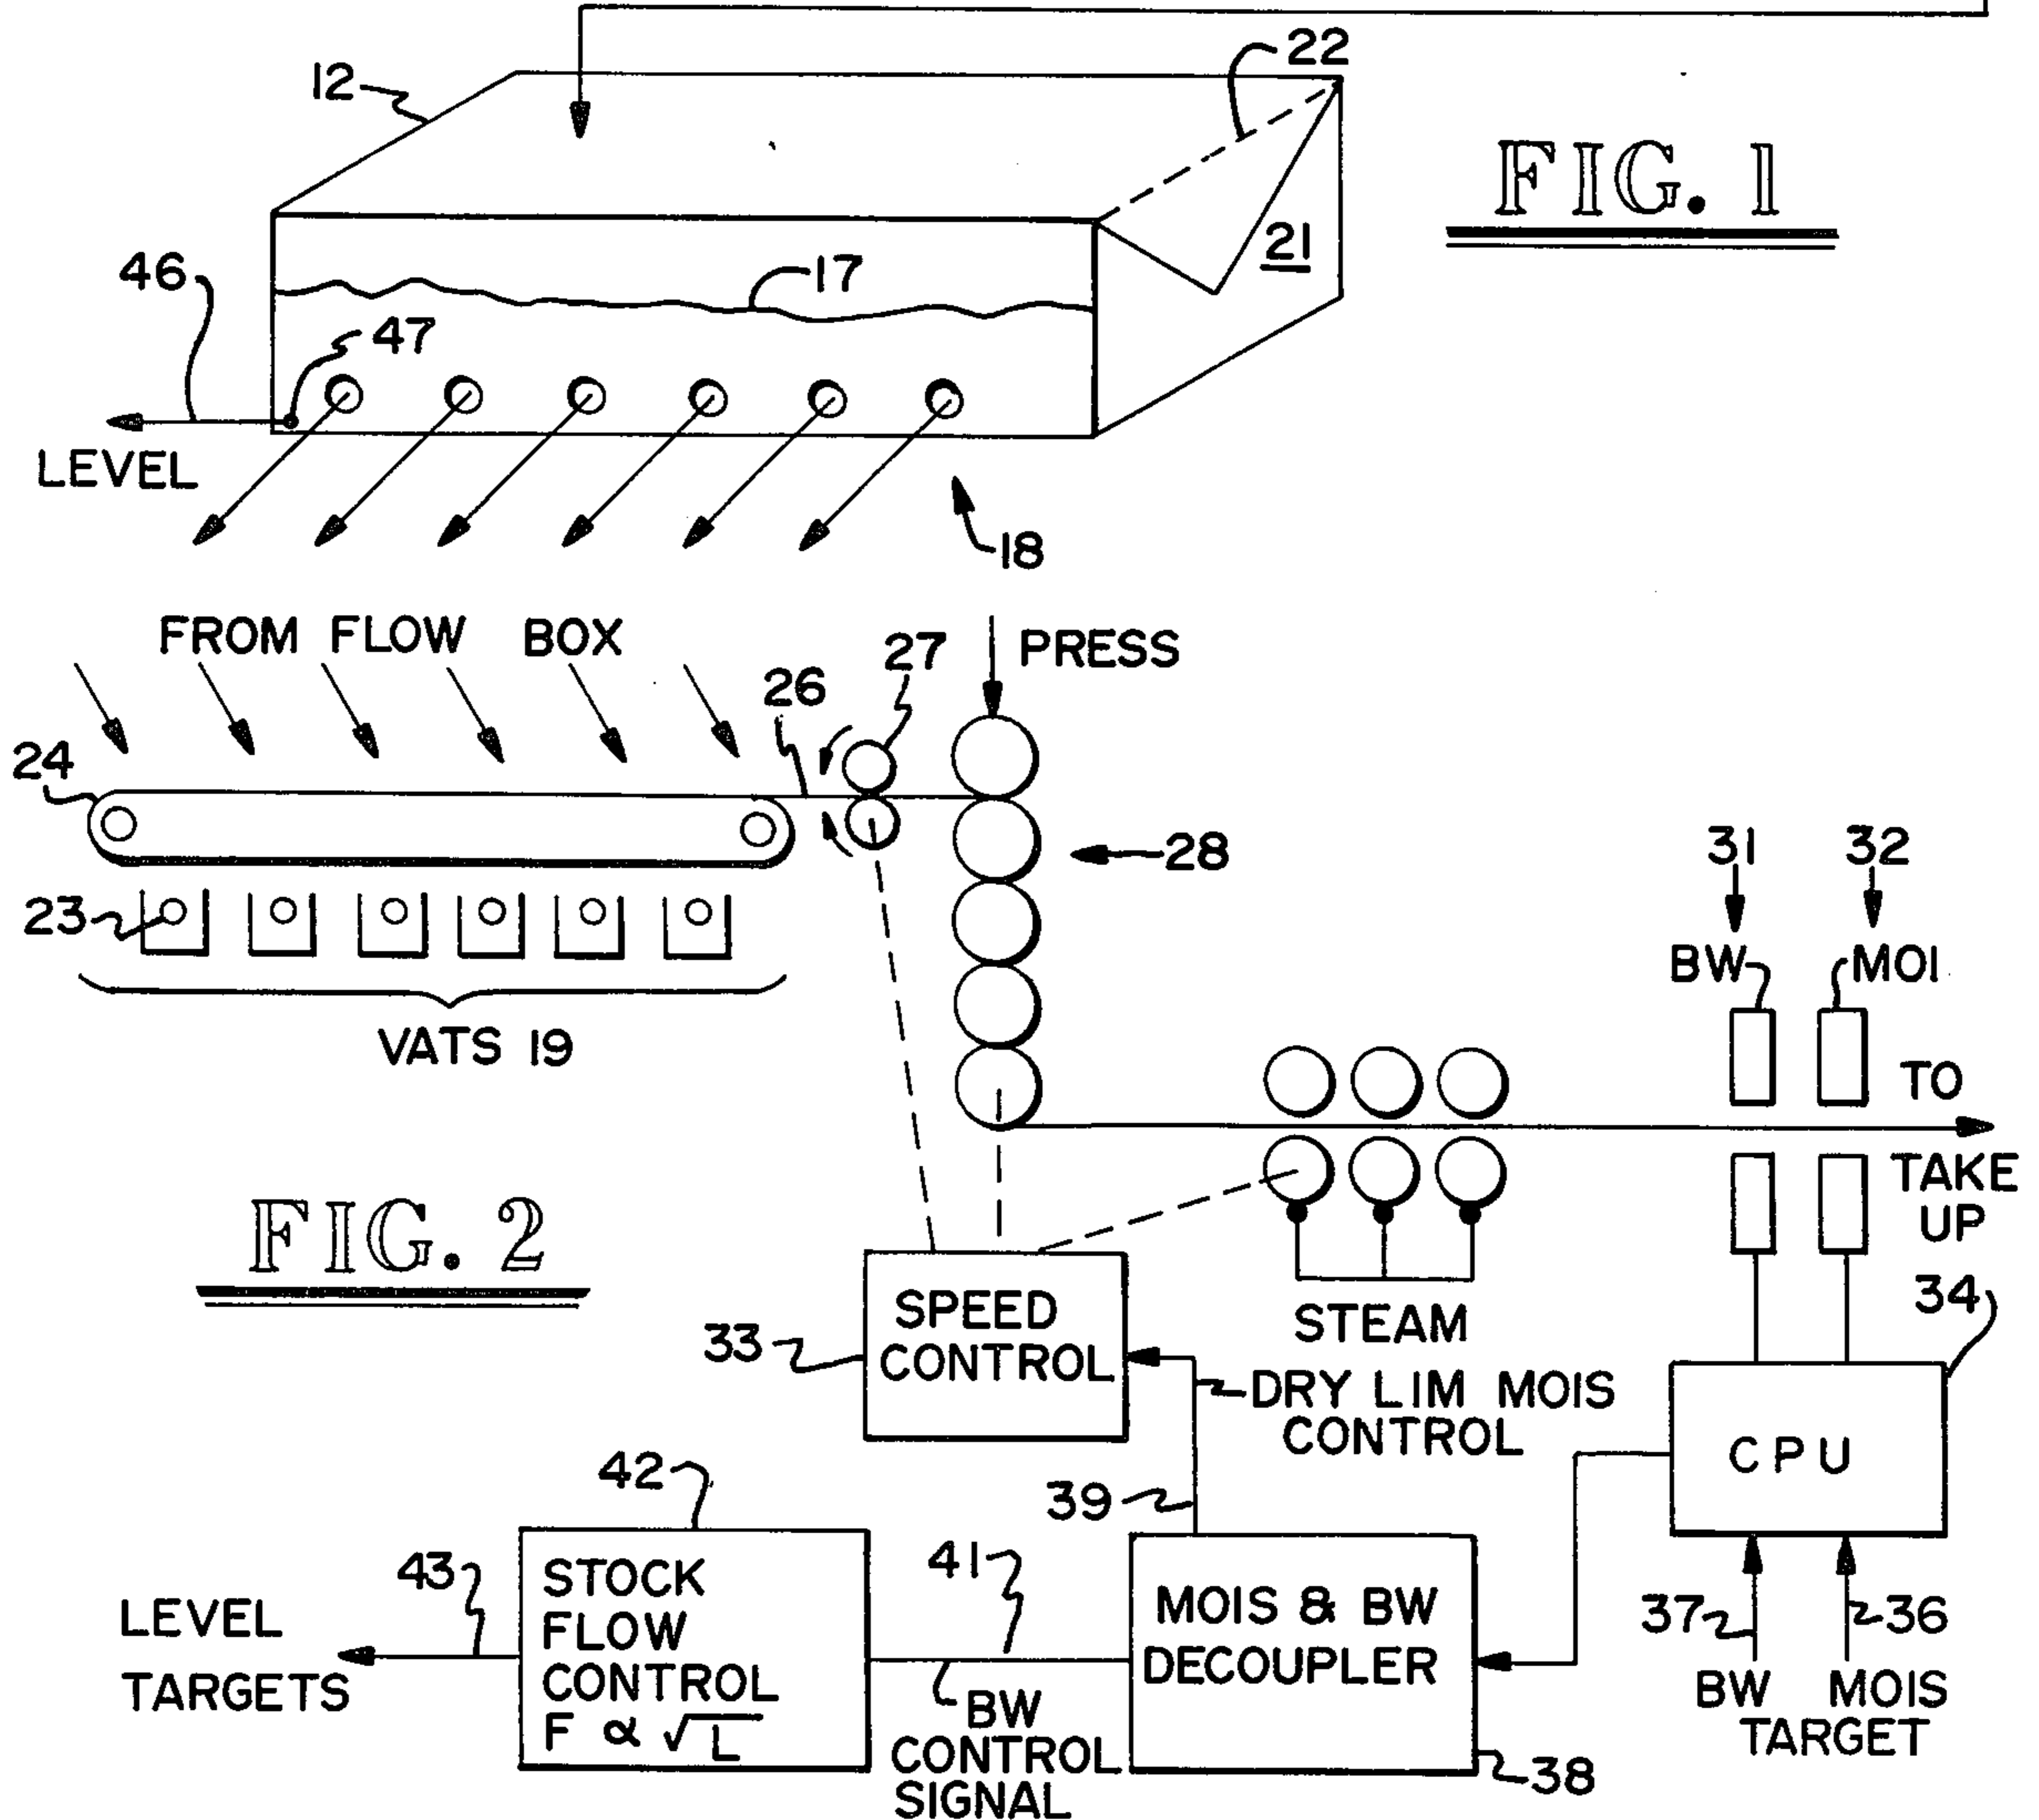 22
12
FIG. 1
21
46
17
47
LEVEL
18
FROM FLOW BOX
27
PRESS
26
24
28
31
32
23
BW
MOI
VATS 19
TO
TAKE
UP
FIG. 2
34
SPEED
CONTROL
33
STEAM
DRY LIM MOIS
CONTROL
CPU
42
39
43
41
STOCK
FLOW
CONTROL
F ∝ √L
MOIS & BW
DECOUPLER
37
36
LEVEL
TARGETS
BW
CONTROL
SIGNAL
BW MOIS
TARGET
38